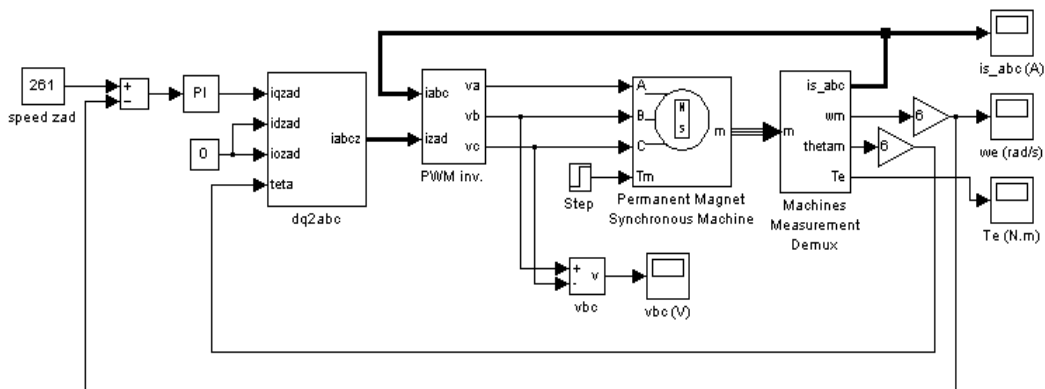 261
speed zad
+
−
PI
iqzad
idzad
iozad
teta
iabcz
dq2abc
0
iabc
izad
va
vb
vc
PWM inv.
Step
A
B
C
Tm
N
S
m
Permanent Magnet
Synchronous Machine
m
is_abc
wm
thetam
Te
Machines
Measurement
Demux
6
6
is_abc (A)
we (rad/s)
Te (N.m)
+
-
v
vbc
vbc (V)